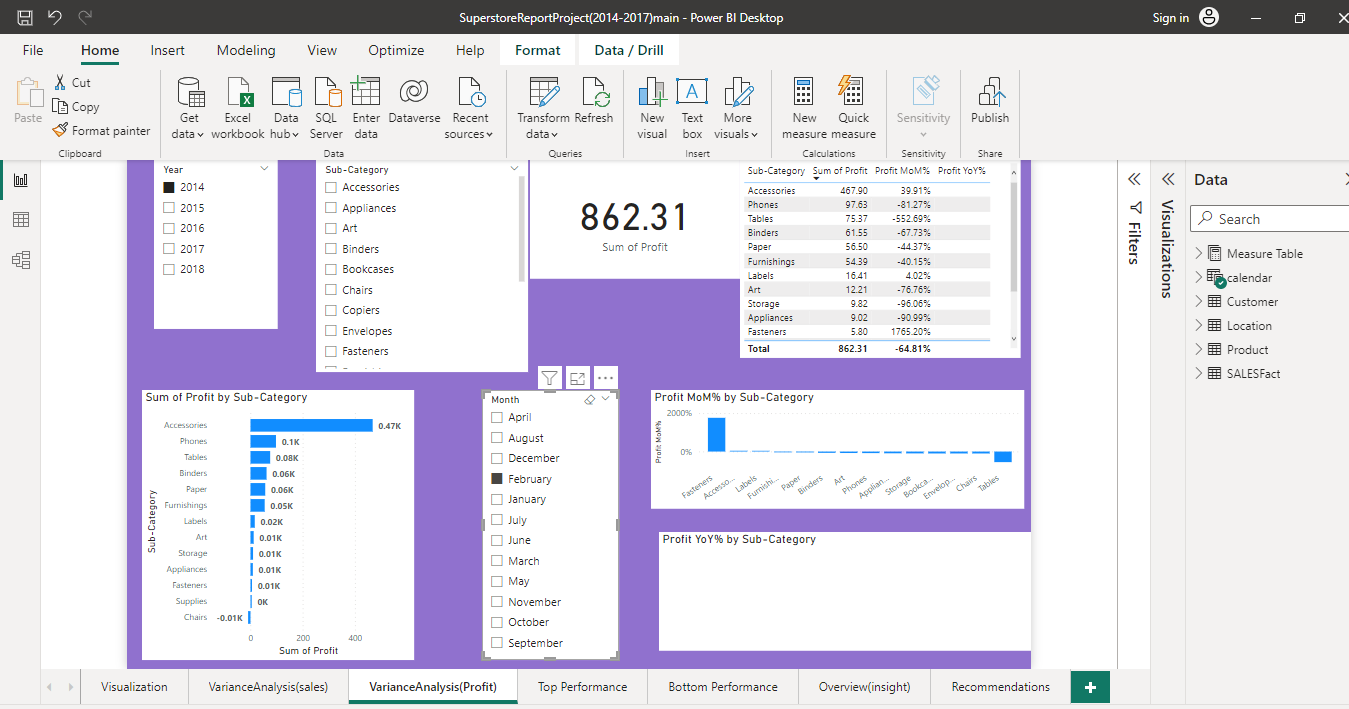 SuperstoreReportProject(2014-2017)main - Power BI Desktop
Sign in
File Home Insert Modeling View Optimize Help Format Data / Drill
Paste
Cut
Copy
Format painter
Clipboard
Get data
Excel workbook
Data hub
SQL Server
Enter data
Dataverse
Recent sources
Data
Transform data
Refresh
Queries
New visual
Text box
More visuals
Insert
New measure
Quick measure
Calculations
Sensitivity
Sensitivity
Publish
Share
Year
2014
2015
2016
2017
2018
Sub-Category
Accessories
Appliances
Art
Binders
Bookcases
Chairs
Copiers
Envelopes
Fasteners
862.31
Sum of Profit
Sub-Category Sum of Profit Profit MoM% Profit YoY%
Accessories 467.90 39.91%
Phones 97.63 -81.27%
Tables 75.37 -552.69%
Binders 61.55 -67.73%
Paper 56.50 -44.37%
Furnishings 54.39 -40.15%
Labels 16.41 4.02%
Art 12.21 -76.76%
Storage 9.82 -96.06%
Appliances 9.02 -90.99%
Fasteners 5.80 1765.20%
Total 862.31 -64.81%
Sum of Profit by Sub-Category
Sub-Category
Accessories 0.47K
Phones 0.1K
Tables 0.08K
Binders 0.06K
Paper 0.06K
Furnishings 0.05K
Labels 0.02K
Art 0.01K
Storage 0.01K
Appliances 0.01K
Fasteners 0.01K
Supplies 0K
Chairs -0.01K
0 200 400
Sum of Profit
Month
April
August
December
February
January
July
June
March
May
November
October
September
Profit MoM% by Sub-Category
Profit MoM%
2000%
0%
Fasteners Accesso... Labels Furnishi... Paper Binders Art Phones Applian... Storage Bookca... Envelop... Chairs Tables
Profit YoY% by Sub-Category
Filters
Visualizations
Data
Search
Measure Table
calendar
Customer
Location
Product
SALESFact
Visualization VarianceAnalysis(sales) VarianceAnalysis(Profit) Top Performance Bottom Performance Overview(insight) Recommendations